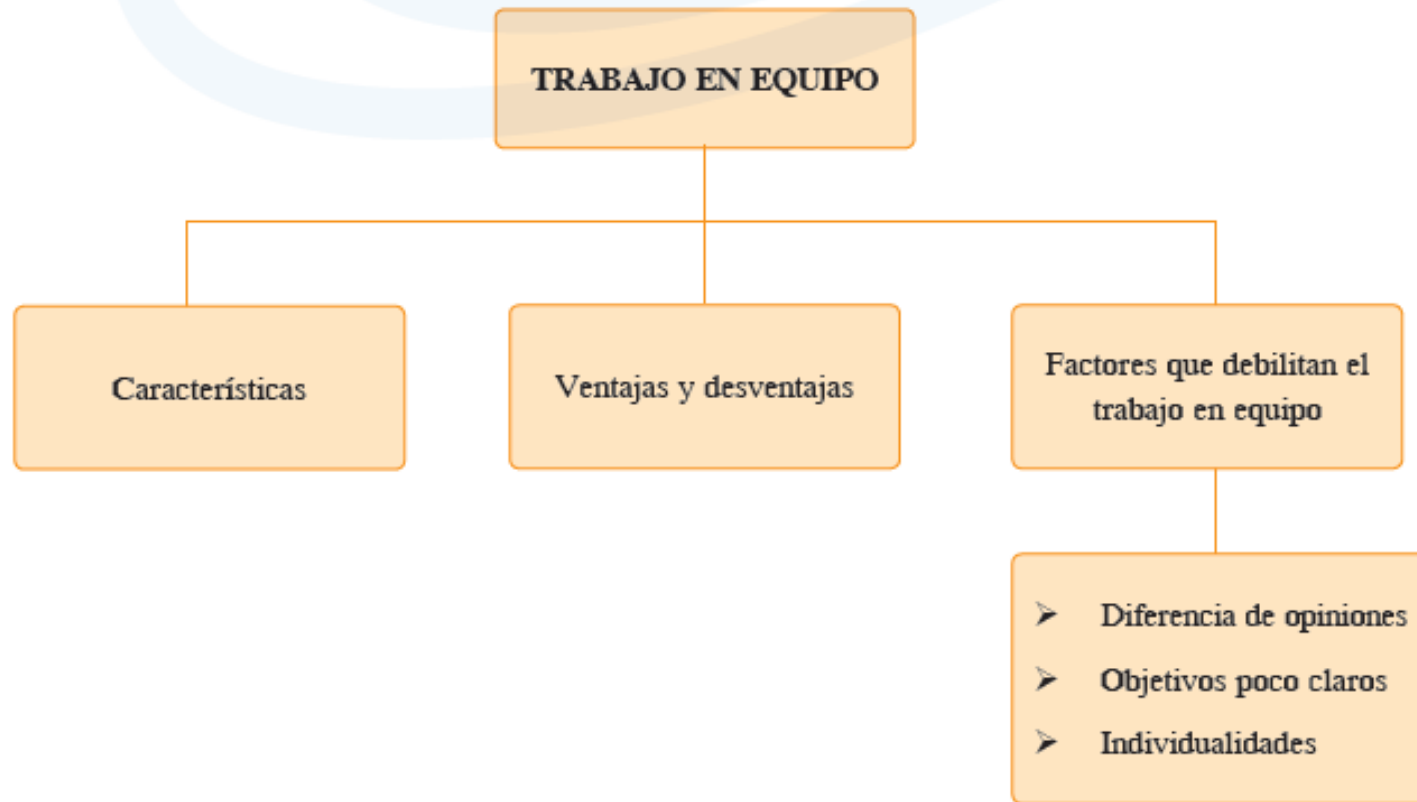 TRABAJO EN EQUIPO
Características
Ventajas y desventajas
Factores que debilitan el
trabajo en equipo
➤ Diferencia de opiniones
➤ Objetivos poco claros
➤ Individualidades